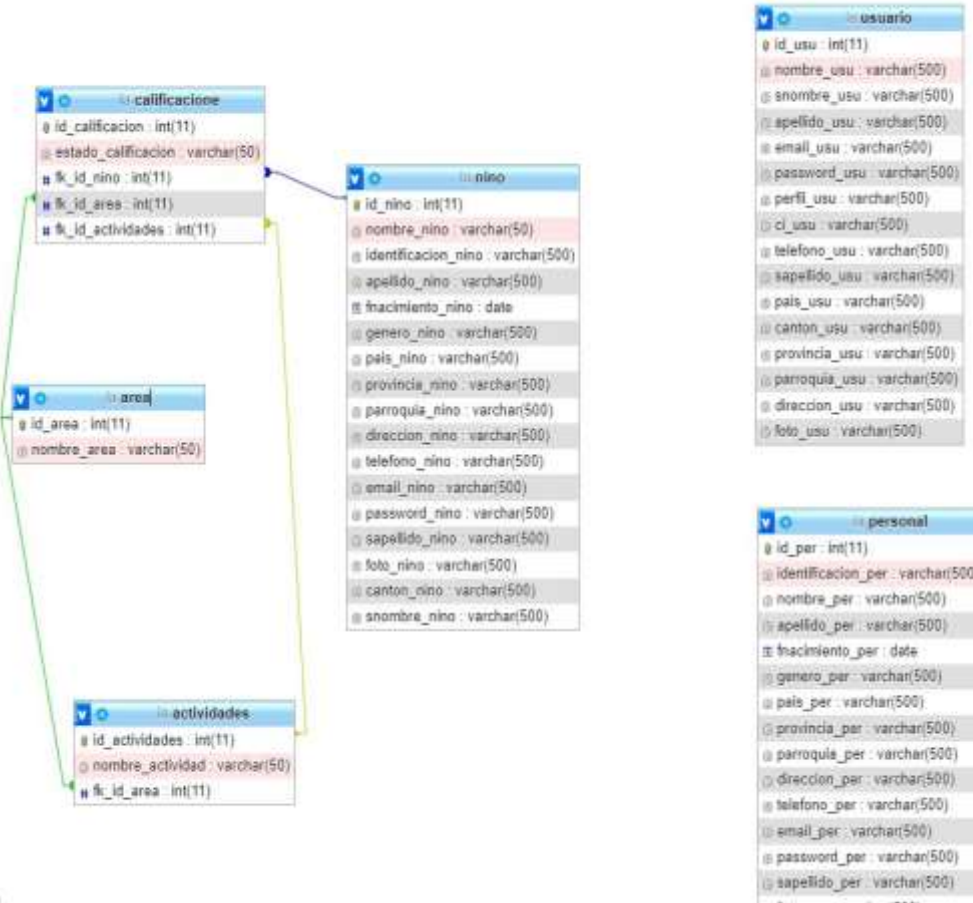 calificacione
id_calificacion : int(11)
estado_calificacion : varchar(50)
fk_id_nino : int(11)
fk_id_area : int(11)
fk_id_actividades : int(11)
area
id_area : int(11)
nombre_area : varchar(50)
actividades
id_actividades : int(11)
nombre_actividad : varchar(50)
fk_id_area : int(11)
nino
id_nino : int(11)
nombre_nino : varchar(50)
identificacion_nino : varchar(500)
apellido_nino : varchar(500)
fnacimiento_nino : date
genero_nino : varchar(500)
pais_nino : varchar(500)
provincia_nino : varchar(500)
parroquia_nino : varchar(500)
direccion_nino : varchar(500)
telefono_nino : varchar(500)
email_nino : varchar(500)
password_nino : varchar(500)
sapellido_nino : varchar(500)
foto_nino : varchar(500)
canton_nino : varchar(500)
snombre_nino : varchar(500)
usuario
id_usu : int(11)
nombre_usu : varchar(500)
snombre_usu : varchar(500)
apellido_usu : varchar(500)
email_usu : varchar(500)
password_usu : varchar(500)
perfil_usu : varchar(500)
ci_usu : varchar(500)
telefono_usu : varchar(500)
sapellido_usu : varchar(500)
pais_usu : varchar(500)
canton_usu : varchar(500)
provincia_usu : varchar(500)
parroquia_usu : varchar(500)
direccion_usu : varchar(500)
foto_usu : varchar(500)
personal
id_per : int(11)
identificacion_per : varchar(500
nombre_per : varchar(500)
apellido_per : varchar(500)
fnacimiento_per : date
genero_per : varchar(500)
pais_per : varchar(500)
provincia_per : varchar(500)
parroquia_per : varchar(500)
direccion_per : varchar(500)
telefono_per : varchar(500)
email_per : varchar(500)
password_per : varchar(500)
sapellido_per : varchar(500)